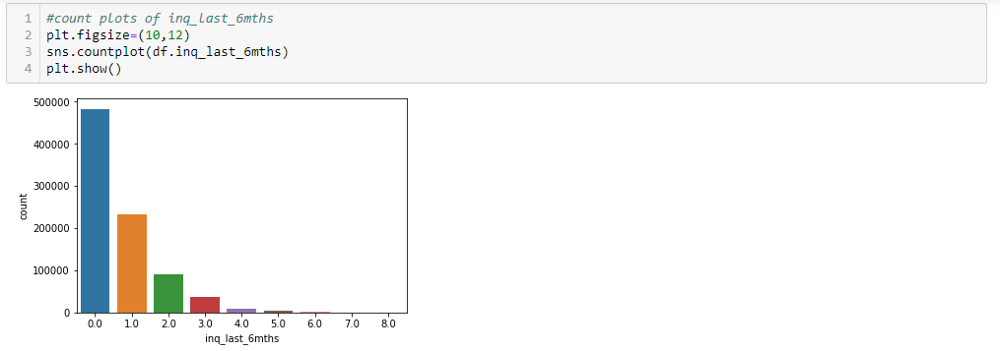 1 #count plots of inq_last_6mths
2 plt.figsize=(10,12)
3 sns.countplot(df.inq_last_6mths)
4 plt.show()
500000
400000
300000
200000
100000
0
count
0.0 1.0 2.0 3.0 4.0 5.0 6.0 7.0 8.0
inq_last_6mths